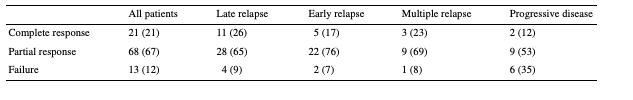 All patients Late relapse Early relapse Multiple relapse Progressive disease
Complete response 21 (21) 11 (26) 5 (17) 3 (23) 2 (12)
Partial response 68 (67) 28 (65) 22 (76) 9 (69) 9 (53)
Failure 13 (12) 4 (9) 2 (7) 1 (8) 6 (35)